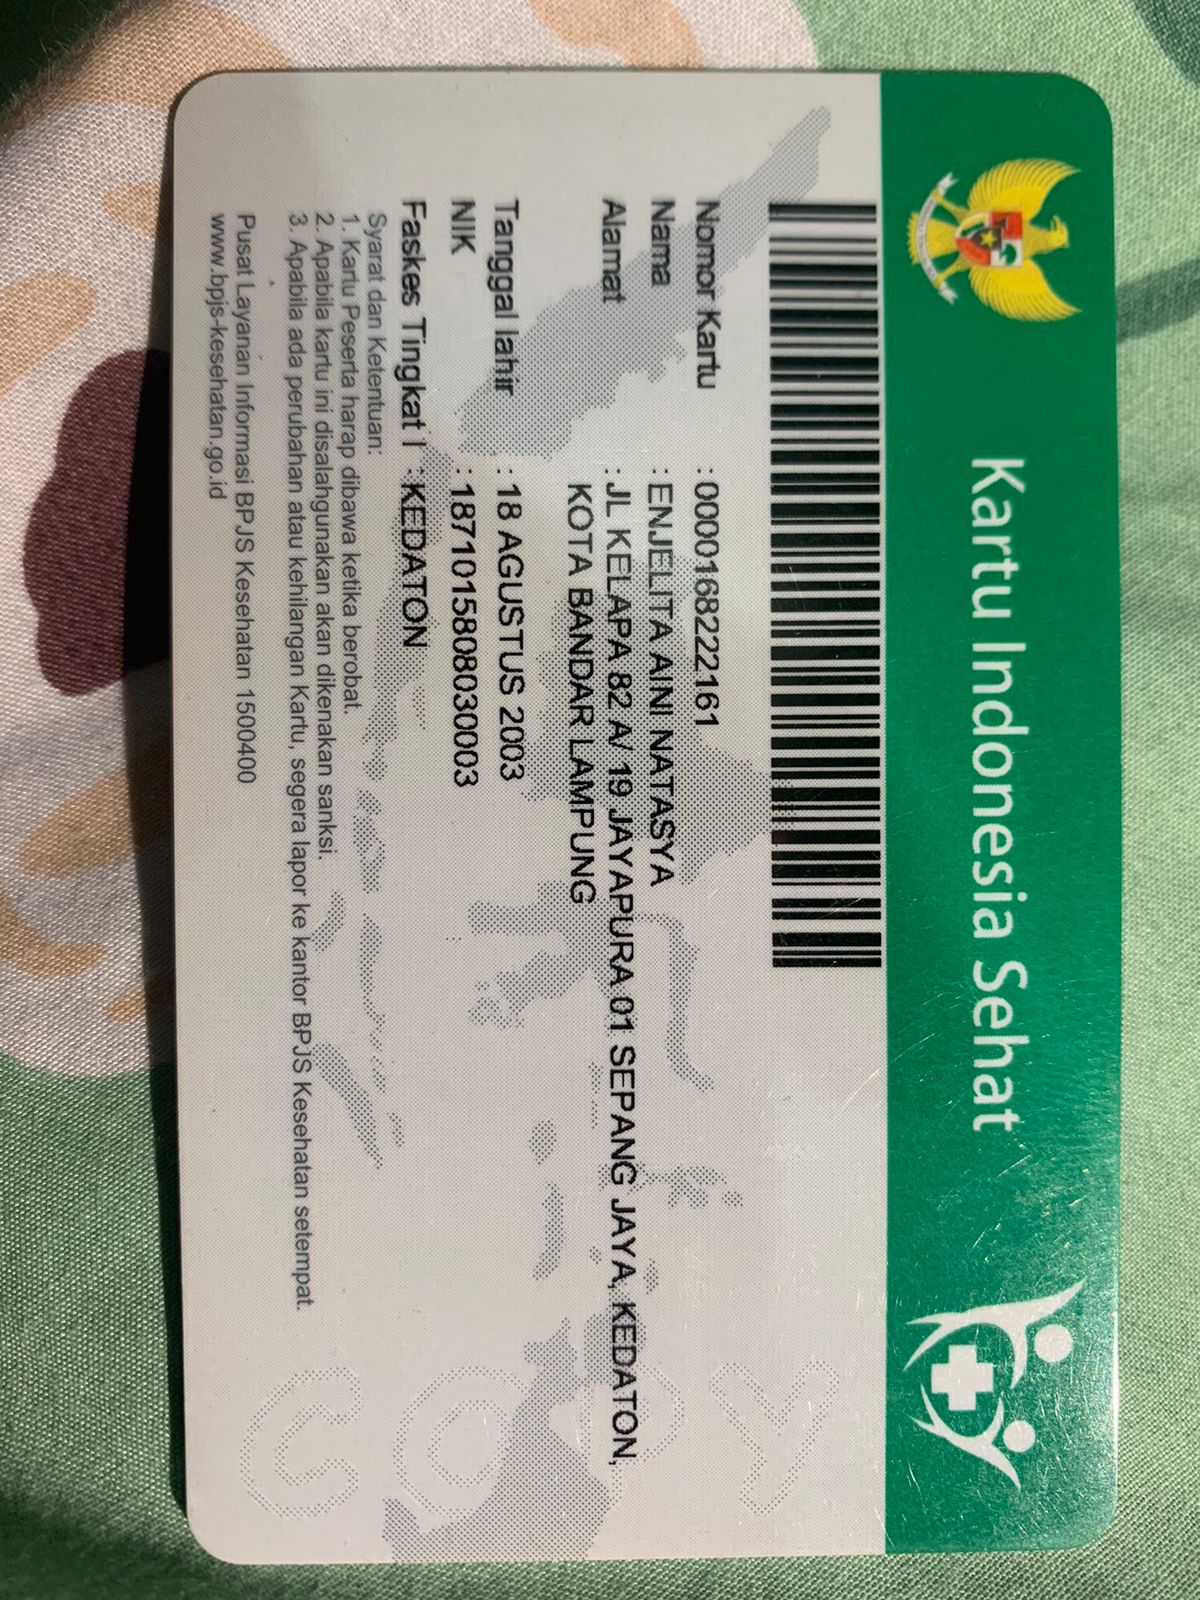 Kartu Indonesia Sehat
Nomor Kartu : 0000168222161
Nama : ENJELITA AINI NATASYA
Alamat : JL KELAPA 82 A/ 19 JAYAPURA 01 SEPANG JAYA, KEDATON,
KOTA BANDAR LAMPUNG
Tanggal lahir : 18 AGUSTUS 2003
NIK : 1871015808030003
Faskes Tingkat I : KEDATON
Syarat dan Ketentuan:
1. Kartu Peserta harap dibawa ketika berobat.
2. Apabila kartu ini disalahgunakan akan dikenakan sanksi.
3. Apabila ada perubahan atau kehilangan Kartu, segera lapor ke kantor BPJS Kesehatan setempat.
Pusat Layanan Informasi BPJS Kesehatan 1500400
www.bpjs-kesehatan.go.id
COPY